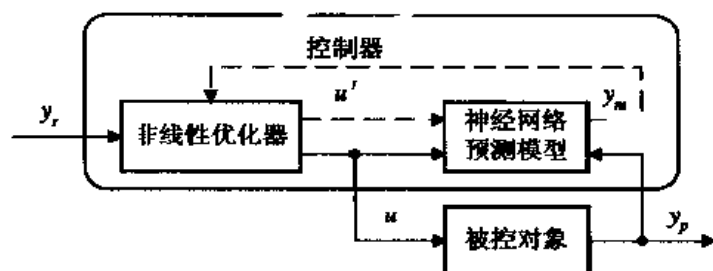 控制器
y_r
u'
y_m
非线性优化器
神经网络
预测模型
u
被控对象
y_p